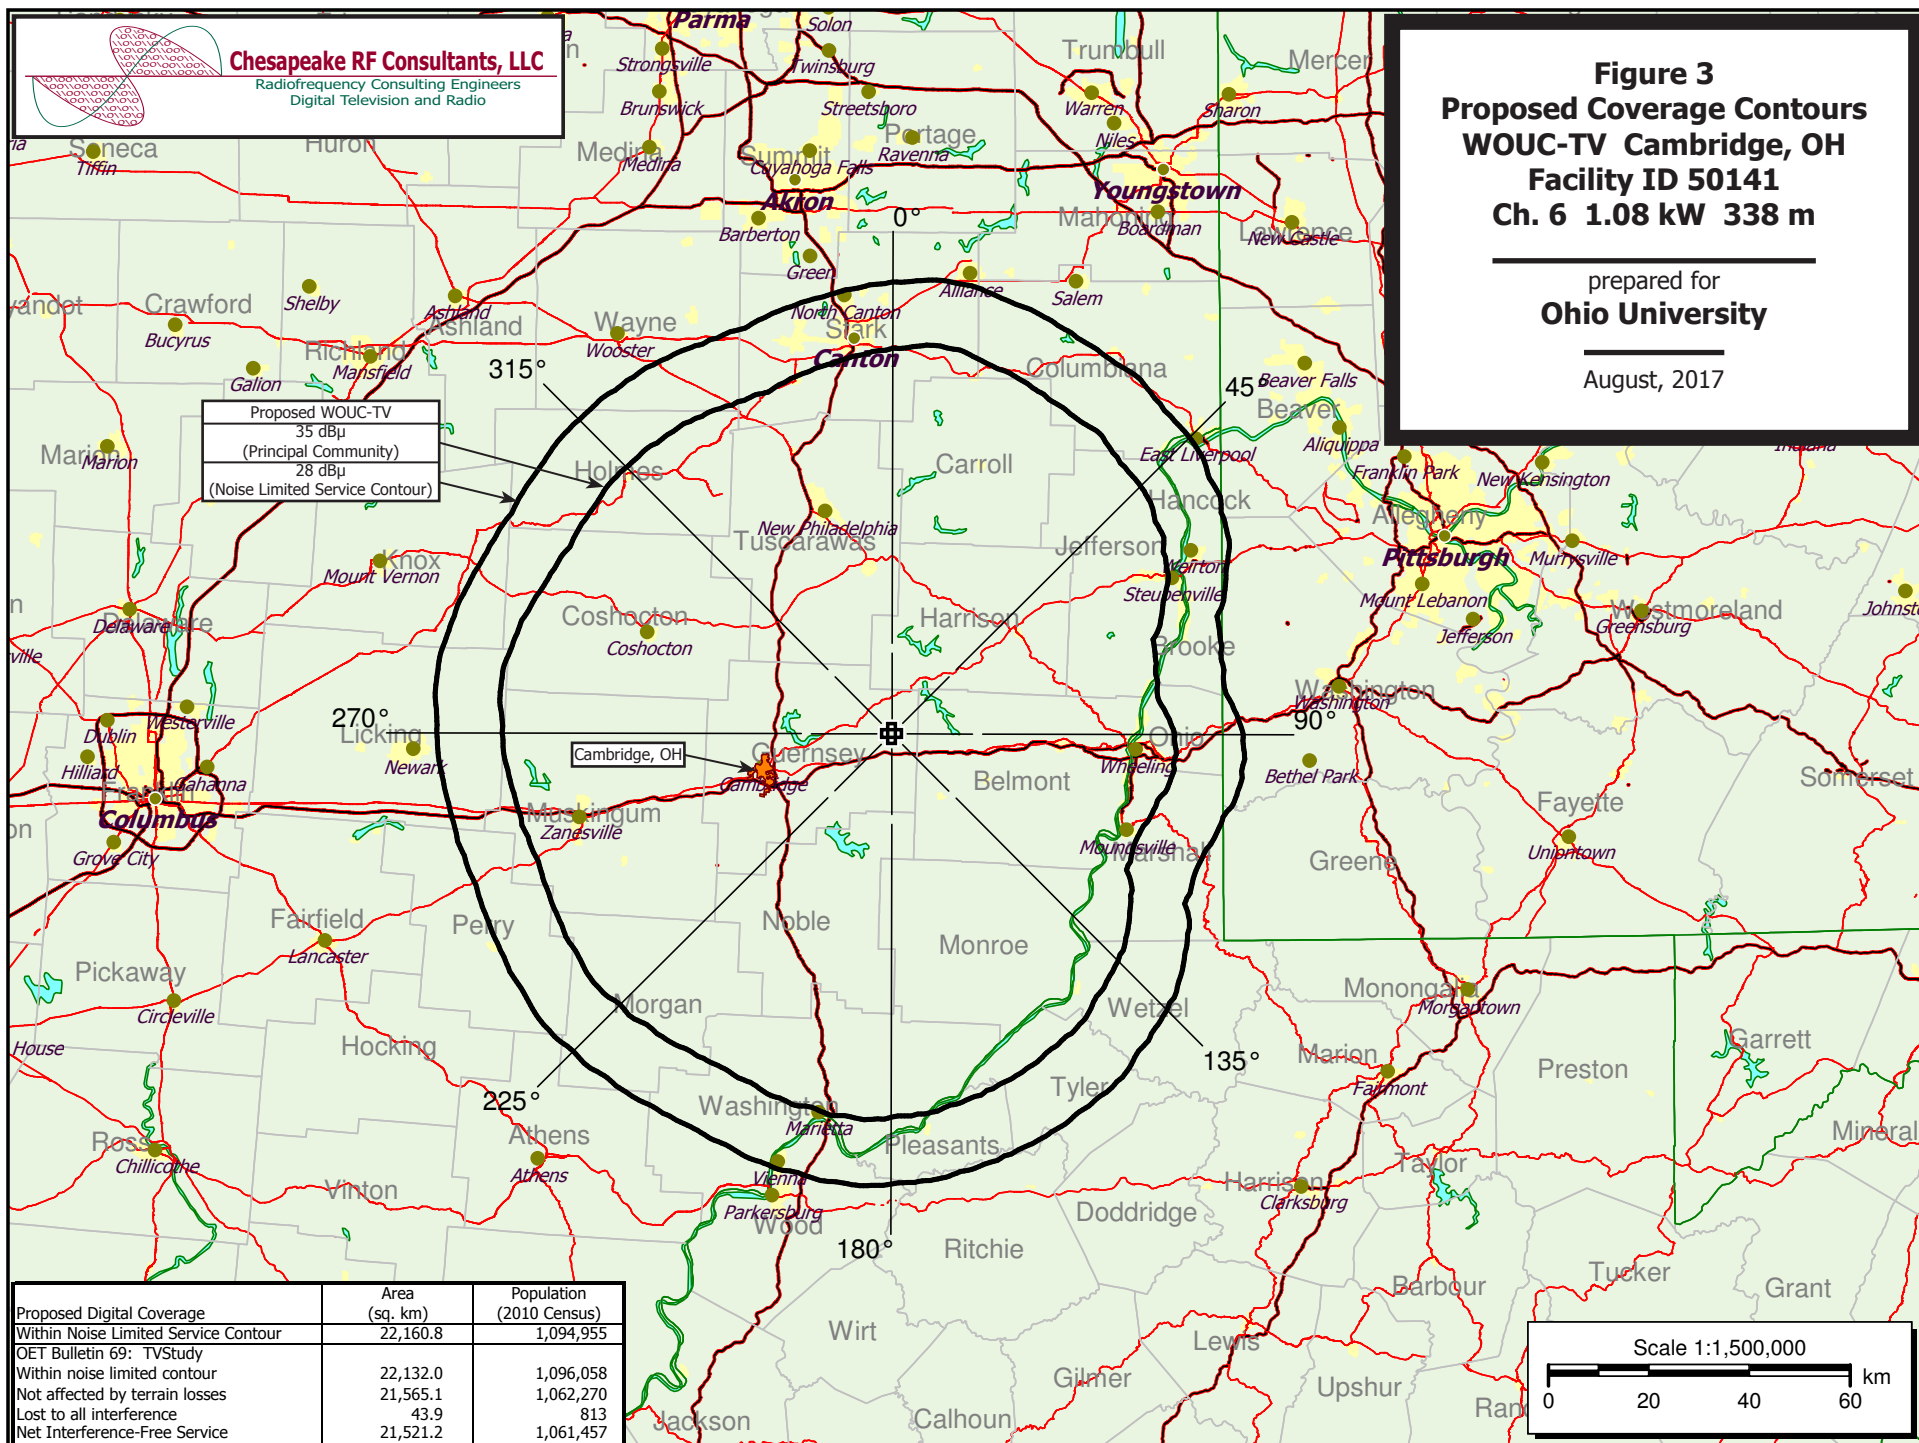 Chesapeake RF Consultants, LLC
Radiofrequency Consulting Engineers
Digital Television and Radio
Figure 3
Proposed Coverage Contours
WOUC-TV Cambridge, OH
Facility ID 50141
Ch. 6 1.08 kW 338 m
prepared for
Ohio University
August, 2017
Parma
Solon
Strongsville
Twinsburg
Trumbull
Mercer
Brunswick
Streetsboro
Warren
Sharon
Niles
Seneca
Tiffin
Huron
Medina
Medina
Summit
Cuyahoga Falls
Portage
Ravenna
Akron
Youngstown
Barberton
0°
Mahoning
Boardman
Lawrence
New Castle
Green
Alliance
Salem
Crawford
Bucyrus
Shelby
Ashland
Ashland
Wayne
Wooster
North Canton
Stark
Canton
Richland
Mansfield
Galion
315°
Columbiana
45°
Beaver Falls
Beaver
Aliquippa
Proposed WOUC-TV
35 dBµ
(Principal Community)
28 dBµ
(Noise Limited Service Contour)
Marion
Marion
Holmes
Carroll
East Liverpool
Franklin Park
New Kensington
Indiana
Hancock
Allegheny
New Philadelphia
Tuscarawas
Jefferson
Pittsburgh
Murrysville
Knox
Mount Vernon
Weirton
Steubenville
Mount Lebanon
Delaware
Delaware
Coshocton
Coshocton
Harrison
Brooke
Jefferson
Westmoreland
Greensburg
Westerville
Dublin
270°
Licking
Newark
Washington
Washington
90°
Hilliard
Gahanna
Franklin
Columbus
Cambridge, OH
Guernsey
Cambridge
Ohio
Wheeling
Belmont
Bethel Park
Somerset
Fayette
Muskingum
Zanesville
Grove City
Moundsville
Marshall
Greene
Uniontown
Fairfield
Lancaster
Perry
Noble
Monroe
Pickaway
Circleville
Morgan
Wetzel
Monongalia
Morgantown
House
Hocking
135°
Marion
Fairmont
Preston
Garrett
225°
Washington
Marietta
Tyler
Athens
Athens
Pleasants
Ross
Chillicothe
Mineral
Taylor
Vinton
Vienna
Parkersburg
Wood
Harrison
Clarksburg
Doddridge
180°
Ritchie
Barbour
Tucker
Grant
Wirt
Lewis
Gilmer
Upshur
Jackson
Calhoun
Proposed Digital Coverage Area (sq. km) Population (2010 Census)
Within Noise Limited Service Contour 22,160.8 1,094,955
OET Bulletin 69: TVStudy
Within noise limited contour 22,132.0 1,096,058
Not affected by terrain losses 21,565.1 1,062,270
Lost to all interference 43.9 813
Net Interference-Free Service 21,521.2 1,061,457
Scale 1:1,500,000
0 20 40 60 km